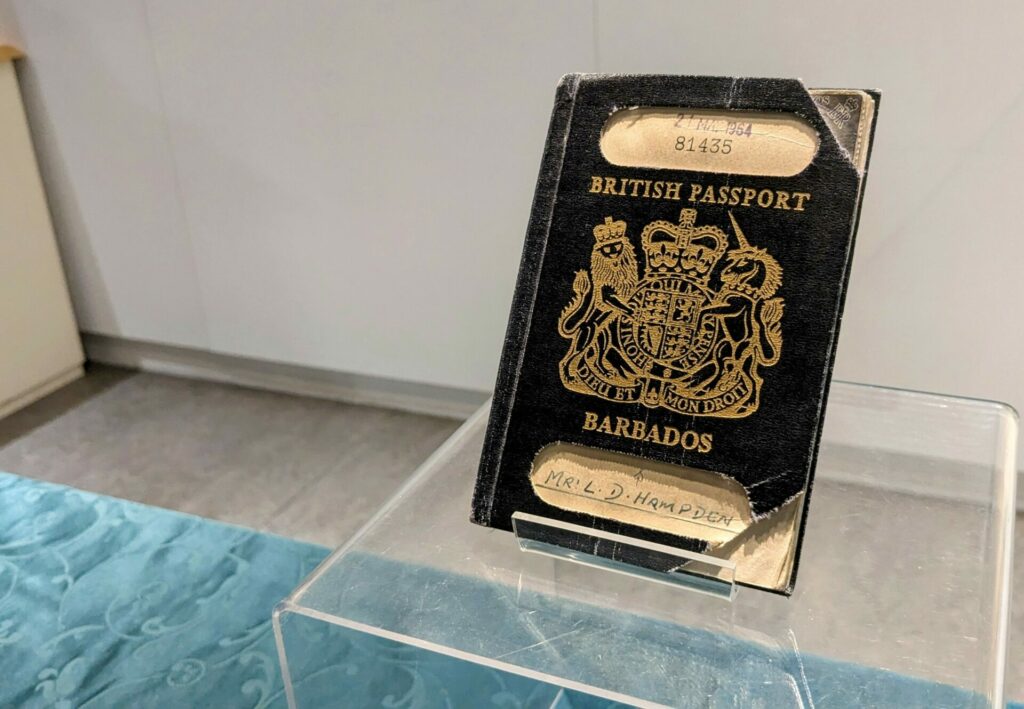 81435
BRITISH PASSPORT
DIEU ET MON DROIT
BARBADOS
MR. L. D. HAMPDEN